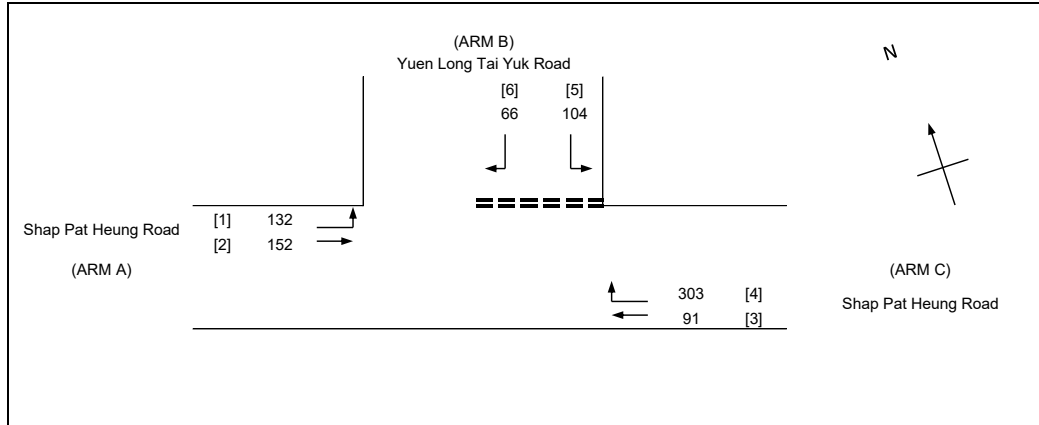 (ARM B)
Yuen Long Tai Yuk Road
N
[6] [5]
66 104
Shap Pat Heung Road [1] 132
[2] 152
(ARM A)
(ARM C)
303 [4]
Shap Pat Heung Road
91 [3]